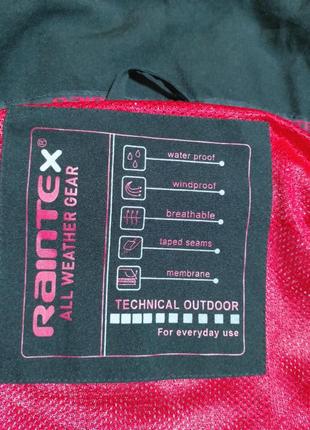 RAINTEX®
ALL WEATHER GEAR
water proof
windproof
breathable
taped seams
membrane
TECHNICAL OUTDOOR
For everyday use